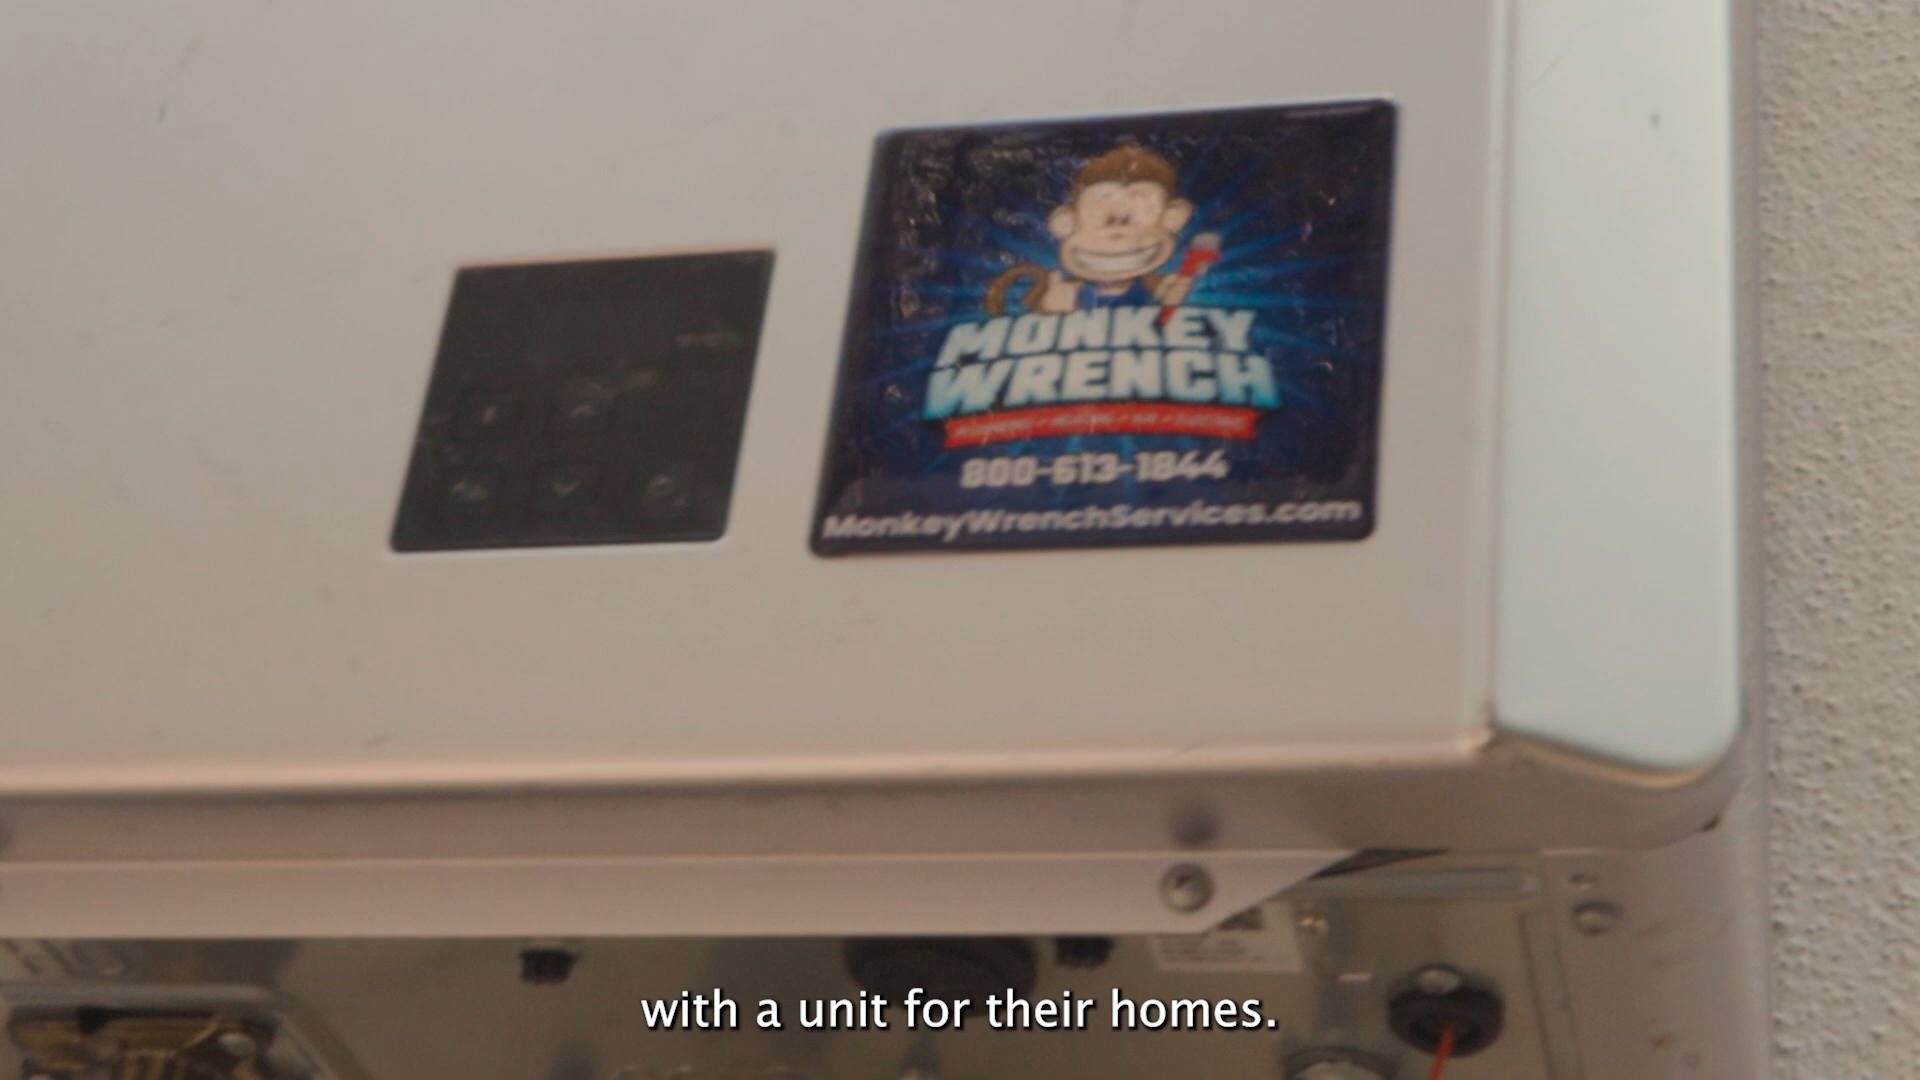 MONKEY
WRENCH
800-613-1844
MonkeyWrenchServices.com
with a unit for their homes.